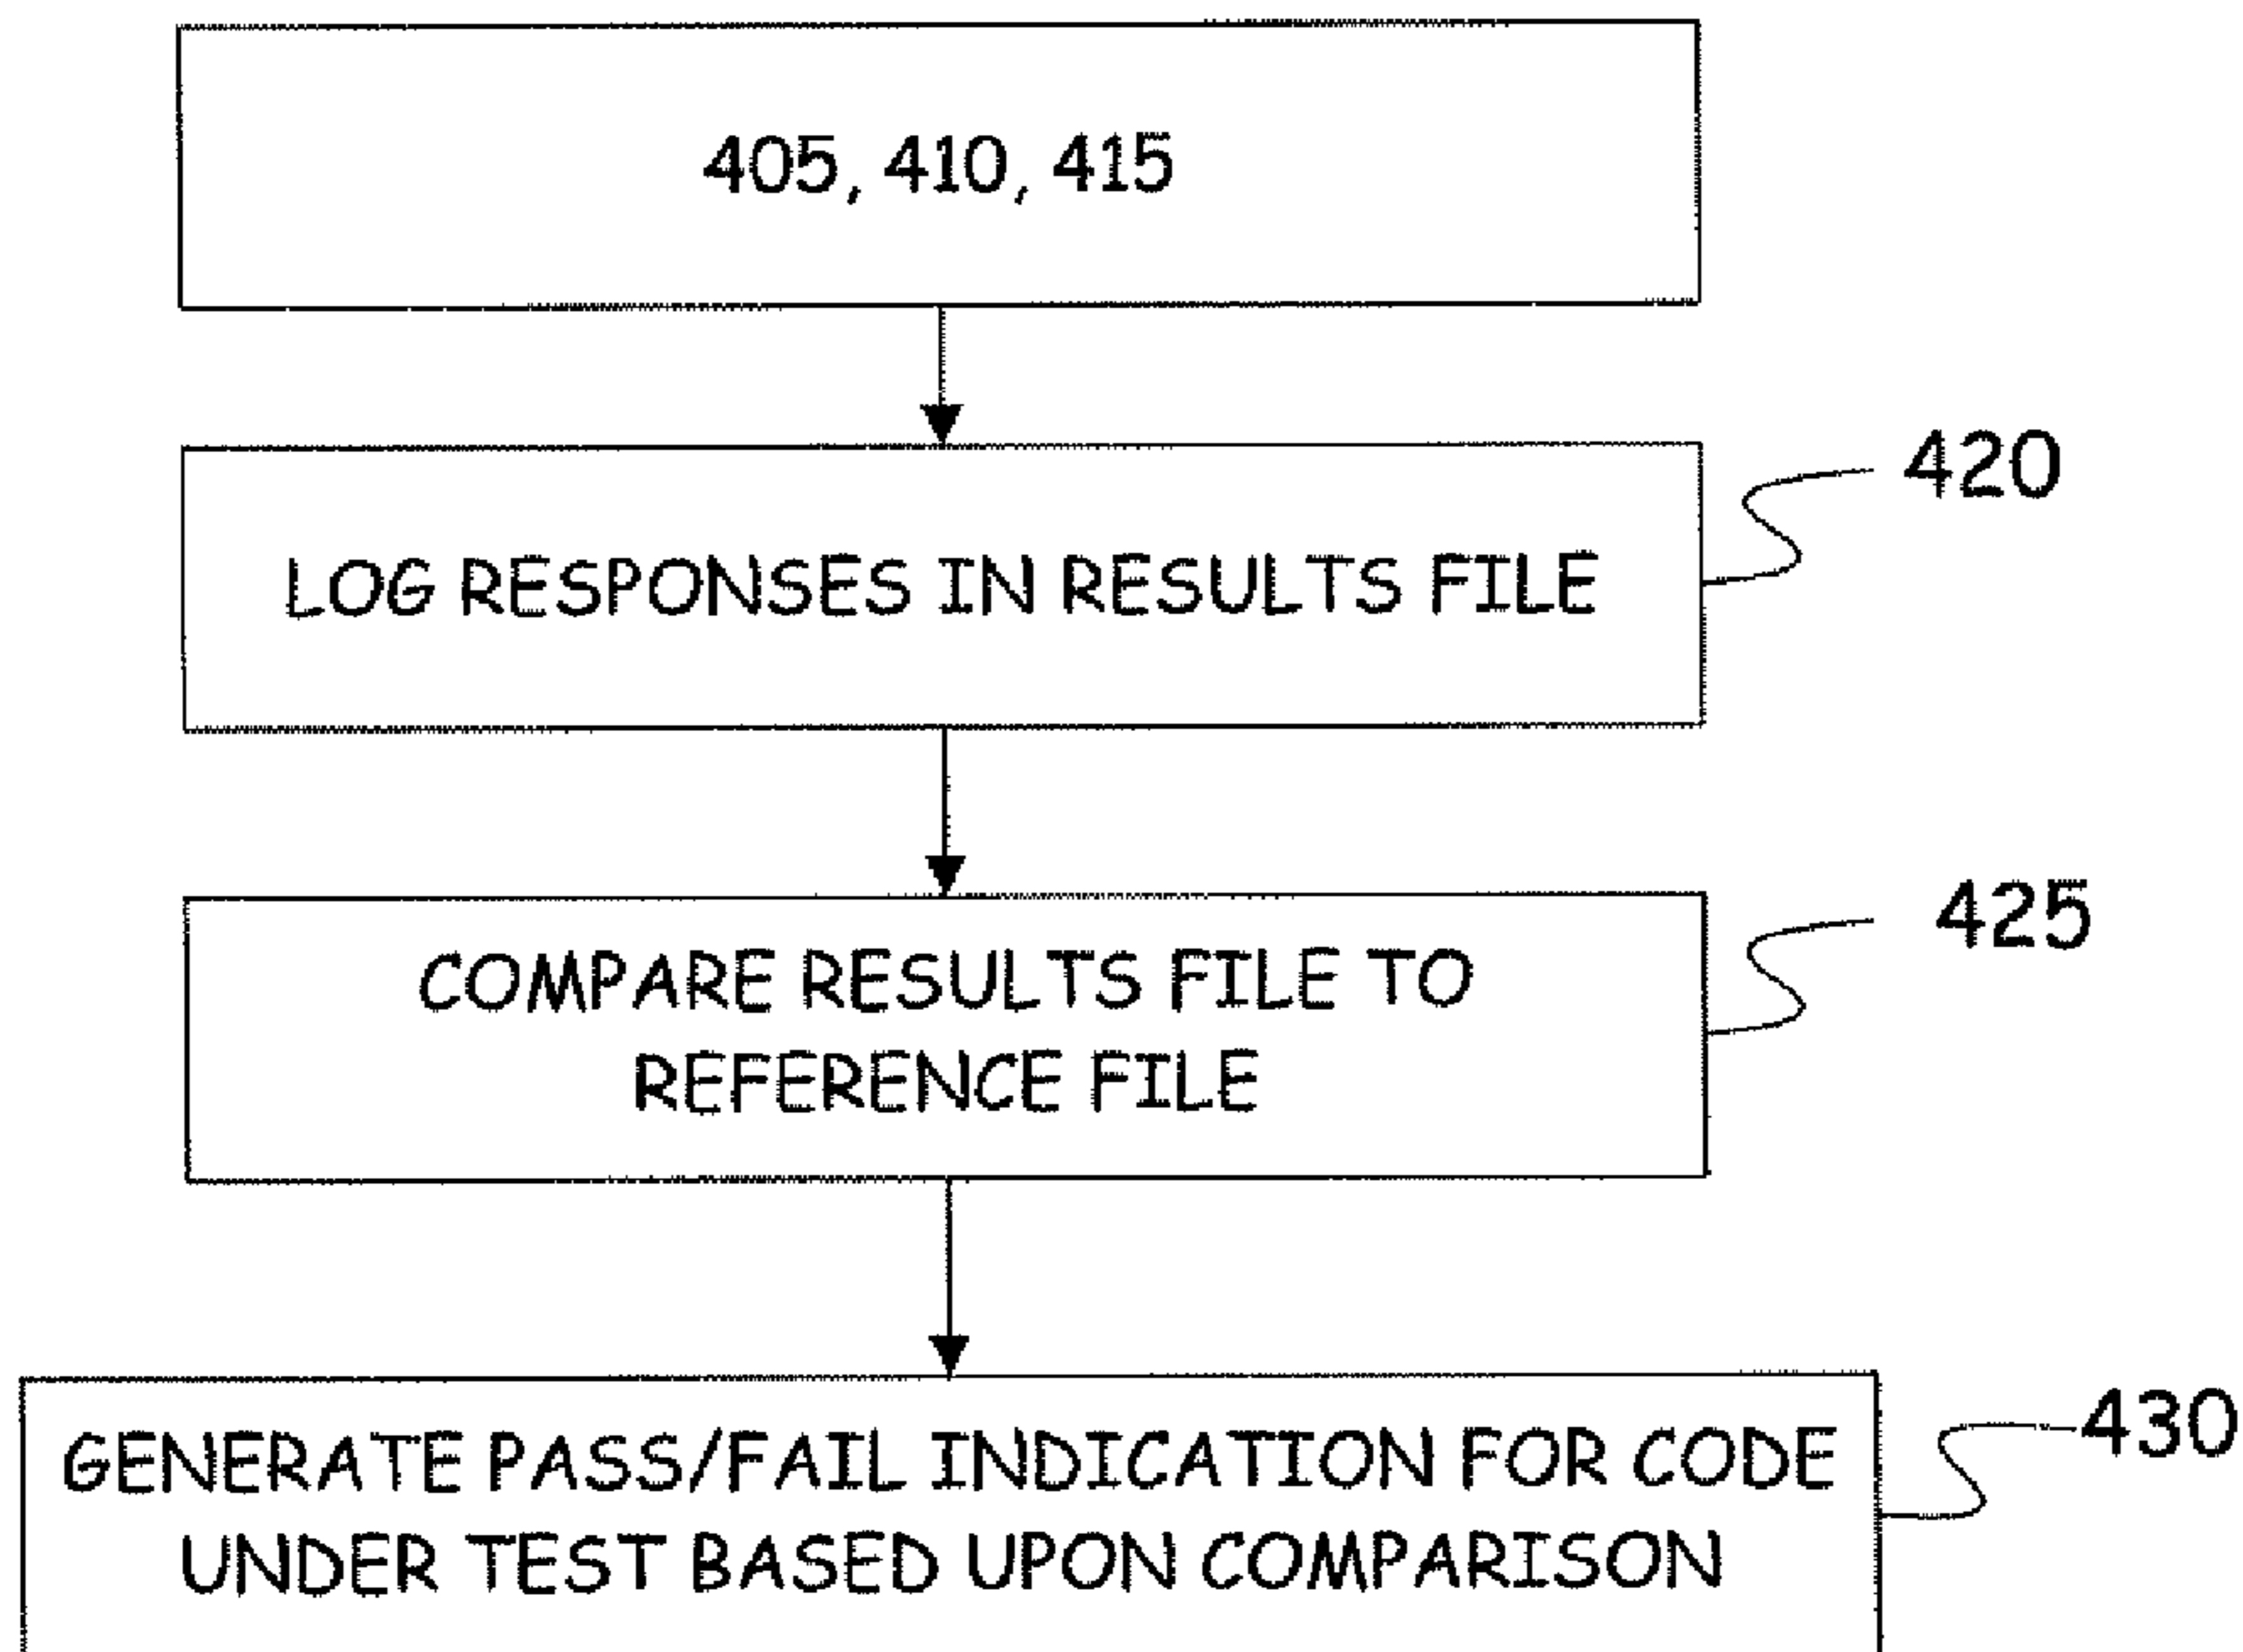 405, 410, 415
420
LOG RESPONSES IN RESULTS FILE
425
COMPARE RESULTS FILE TO
REFERENCE FILE
430
GENERATE PASS/FAIL INDICATION FOR CODE
UNDER TEST BASED UPON COMPARISON